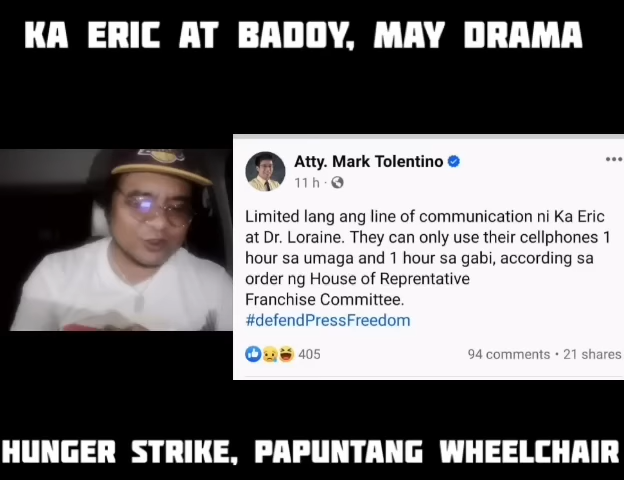 KA ERIC AT BADOY, MAY DRAMA
Atty. Mark Tolentino
11 h ·
Limited lang ang line of communication ni Ka Eric
at Dr. Loraine. They can only use their cellphones 1
hour sa umaga and 1 hour sa gabi, according sa
order ng House of Reprentative
Franchise Committee.
#defendPressFreedom
405
94 comments • 21 shares
HUNGER STRIKE, PAPUNTANG WHEELCHAIR